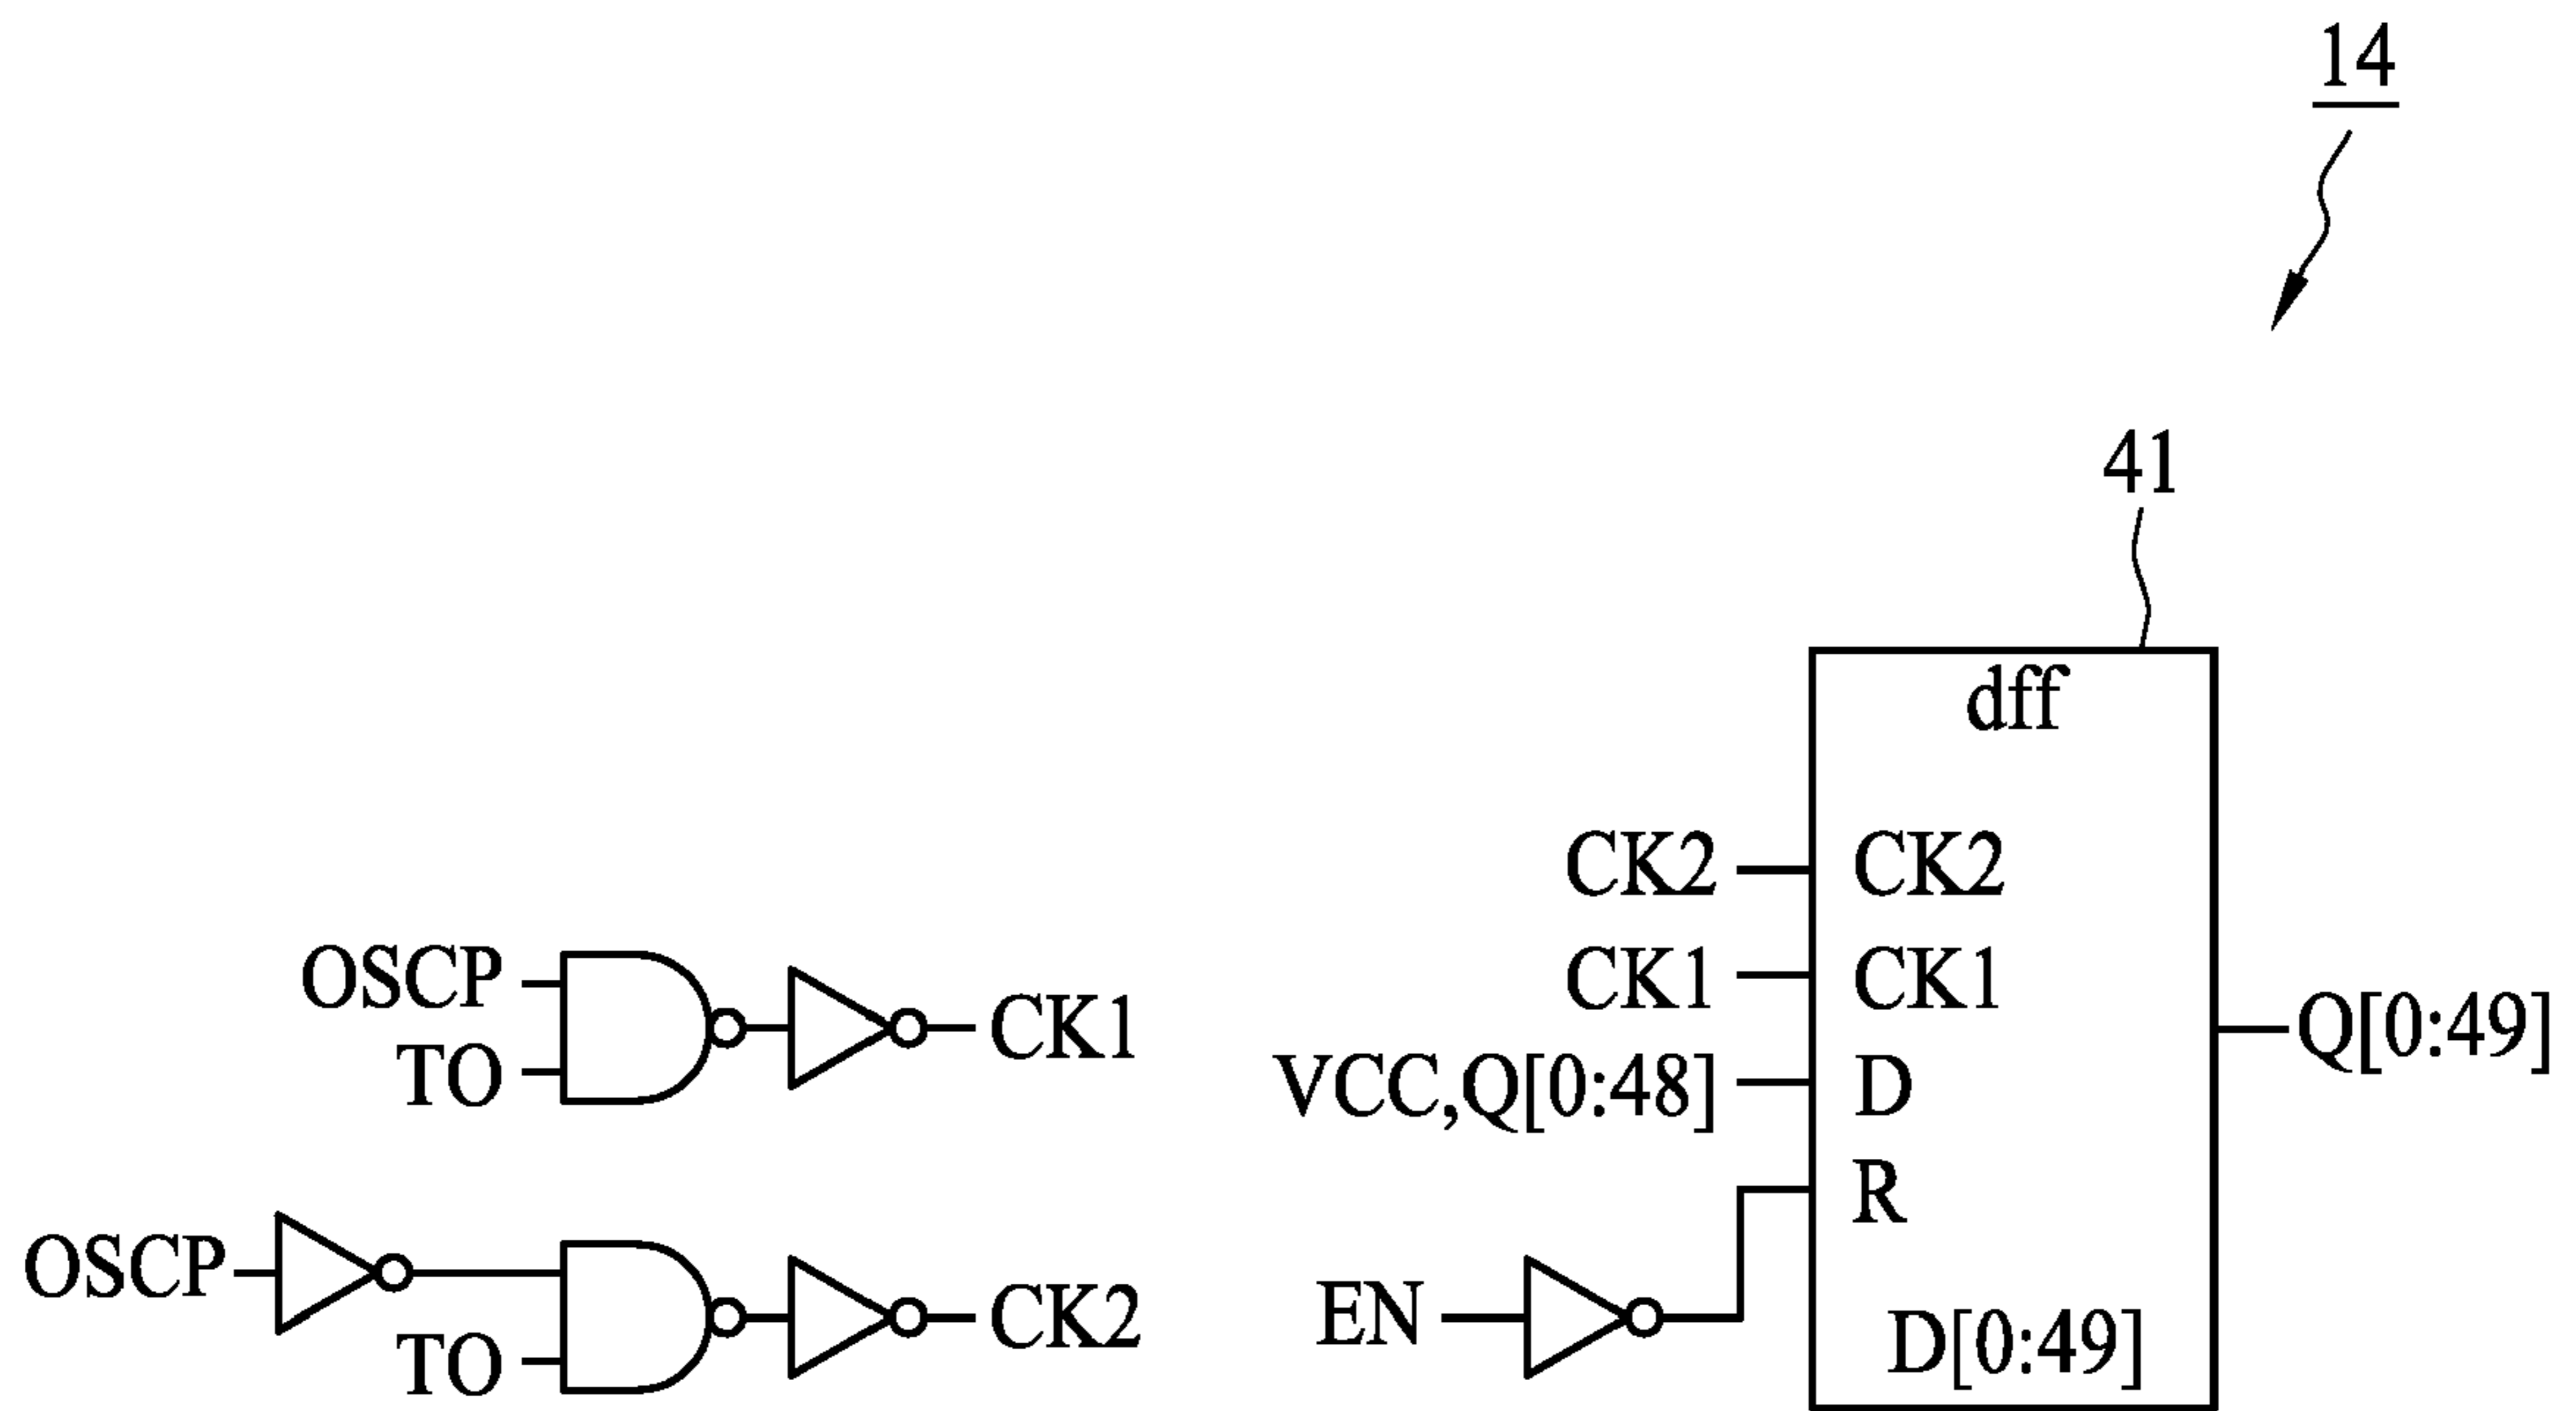 14
41
dff
CK2 CK2
OSCP CK1 CK1
TO CK1
VCC,Q[0:48] D Q[0:49]
R
OSCP CK2
TO
EN
D[0:49]